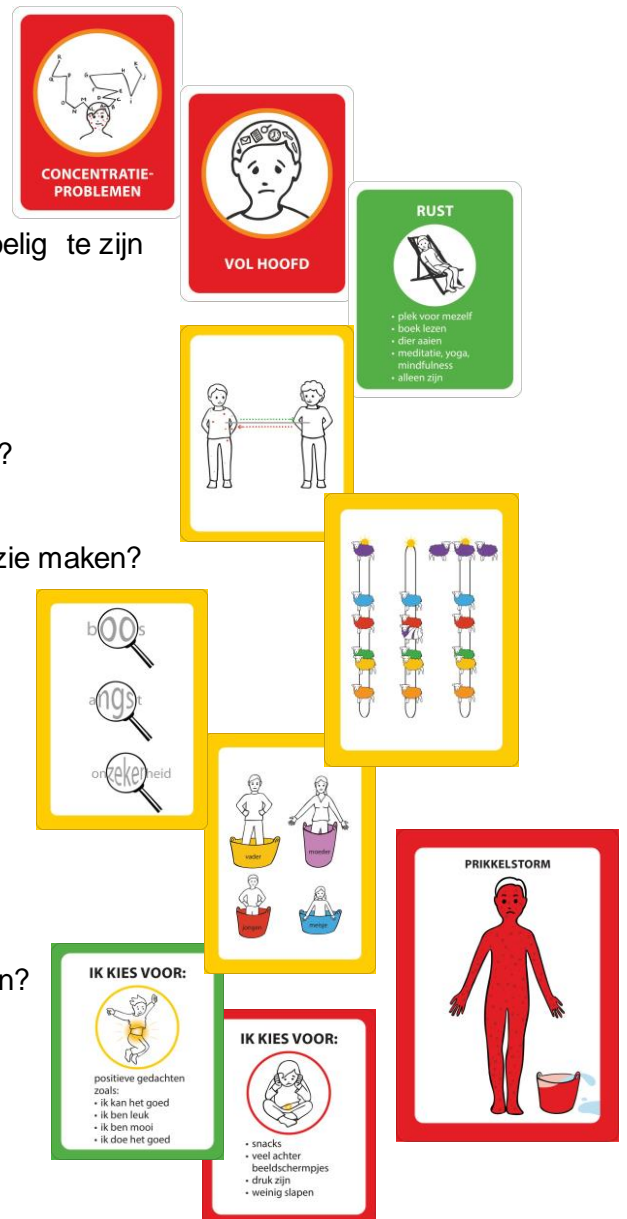 CONCENTRATIE-
PROBLEMEN
VOL HOOFD
te zijn
RUST
• plek voor mezelf
• boek lezen
• dier aaien
• meditatie, yoga,
mindfulness
• alleen zijn
?
zie maken?
boos
angst
onzekerheid
vader
moeder
jongen
meisje
PRIKKELSTORM
n?
IK KIES VOOR:
positieve gedachten
zoals:
• ik kan het goed
• ik ben leuk
• ik ben mooi
• ik doe het goed
IK KIES VOOR:
• snacks
• veel achter
beeldschermpjes
• druk zijn
• weinig slapen